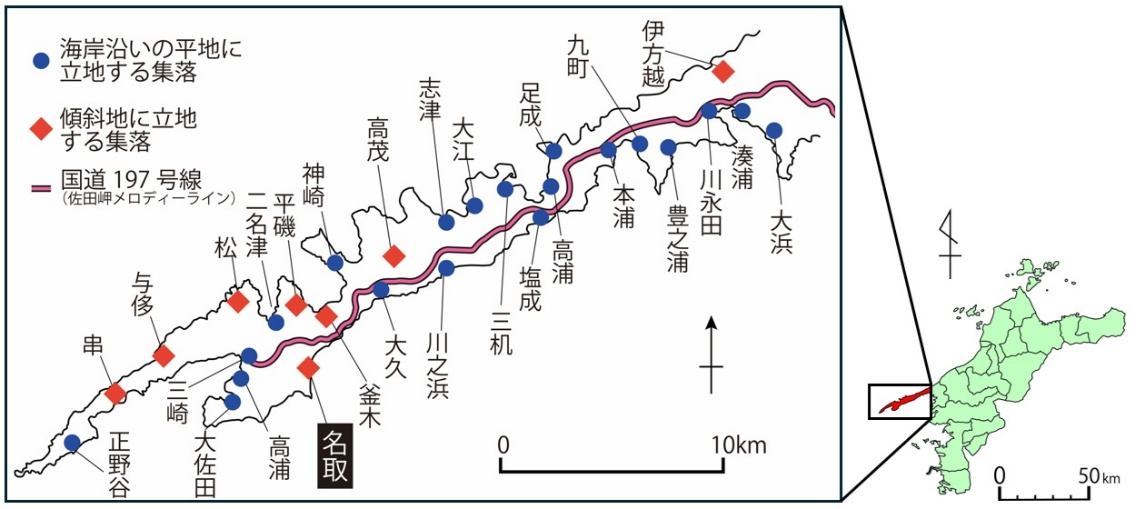 海岸沿いの平地に
立地する集落
傾斜地に立地
する集落
国道197号線
(佐田岬メロディーライン)
伊方越
九町
足成
志津
大江
高茂
神崎
平磯
二名津
松
与侈
串
正野谷
三崎
大佐田
高浦
名取
釜木
大久
川之浜
三机
塩成
高浦
本浦
豊之浦
川永田
湊浦
大浜
0 10km
0 50km